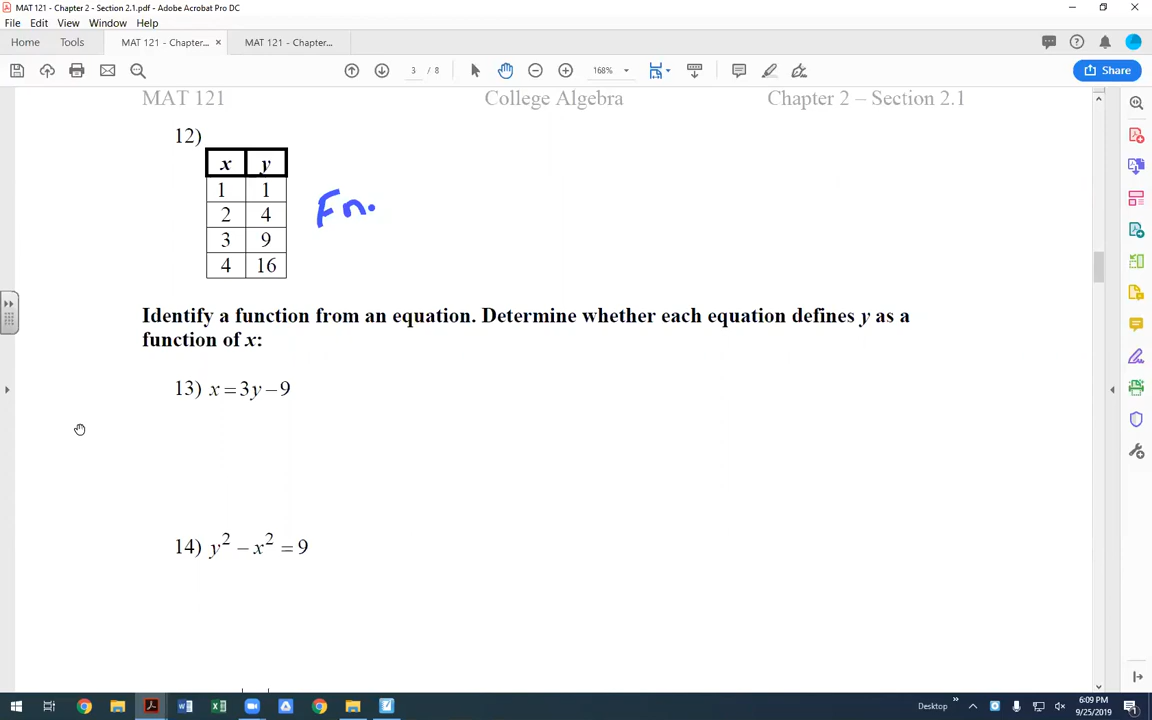 MAT 121 - Chapter 2 - Section 2.1.pdf - Adobe Acrobat Pro DC
File Edit View Window Help
Home Tools MAT 121 - Chapter... × MAT 121 - Chapter...
3 / 8 168% Share
MAT 121 College Algebra Chapter 2 – Section 2.1
12)
x y
1 1
2 4
3 9
4 16
Fn.
Identify a function from an equation. Determine whether each equation defines y as a
function of x:
13) x = 3y − 9
14) y² − x² = 9
Desktop
6:09 PM
9/25/2019